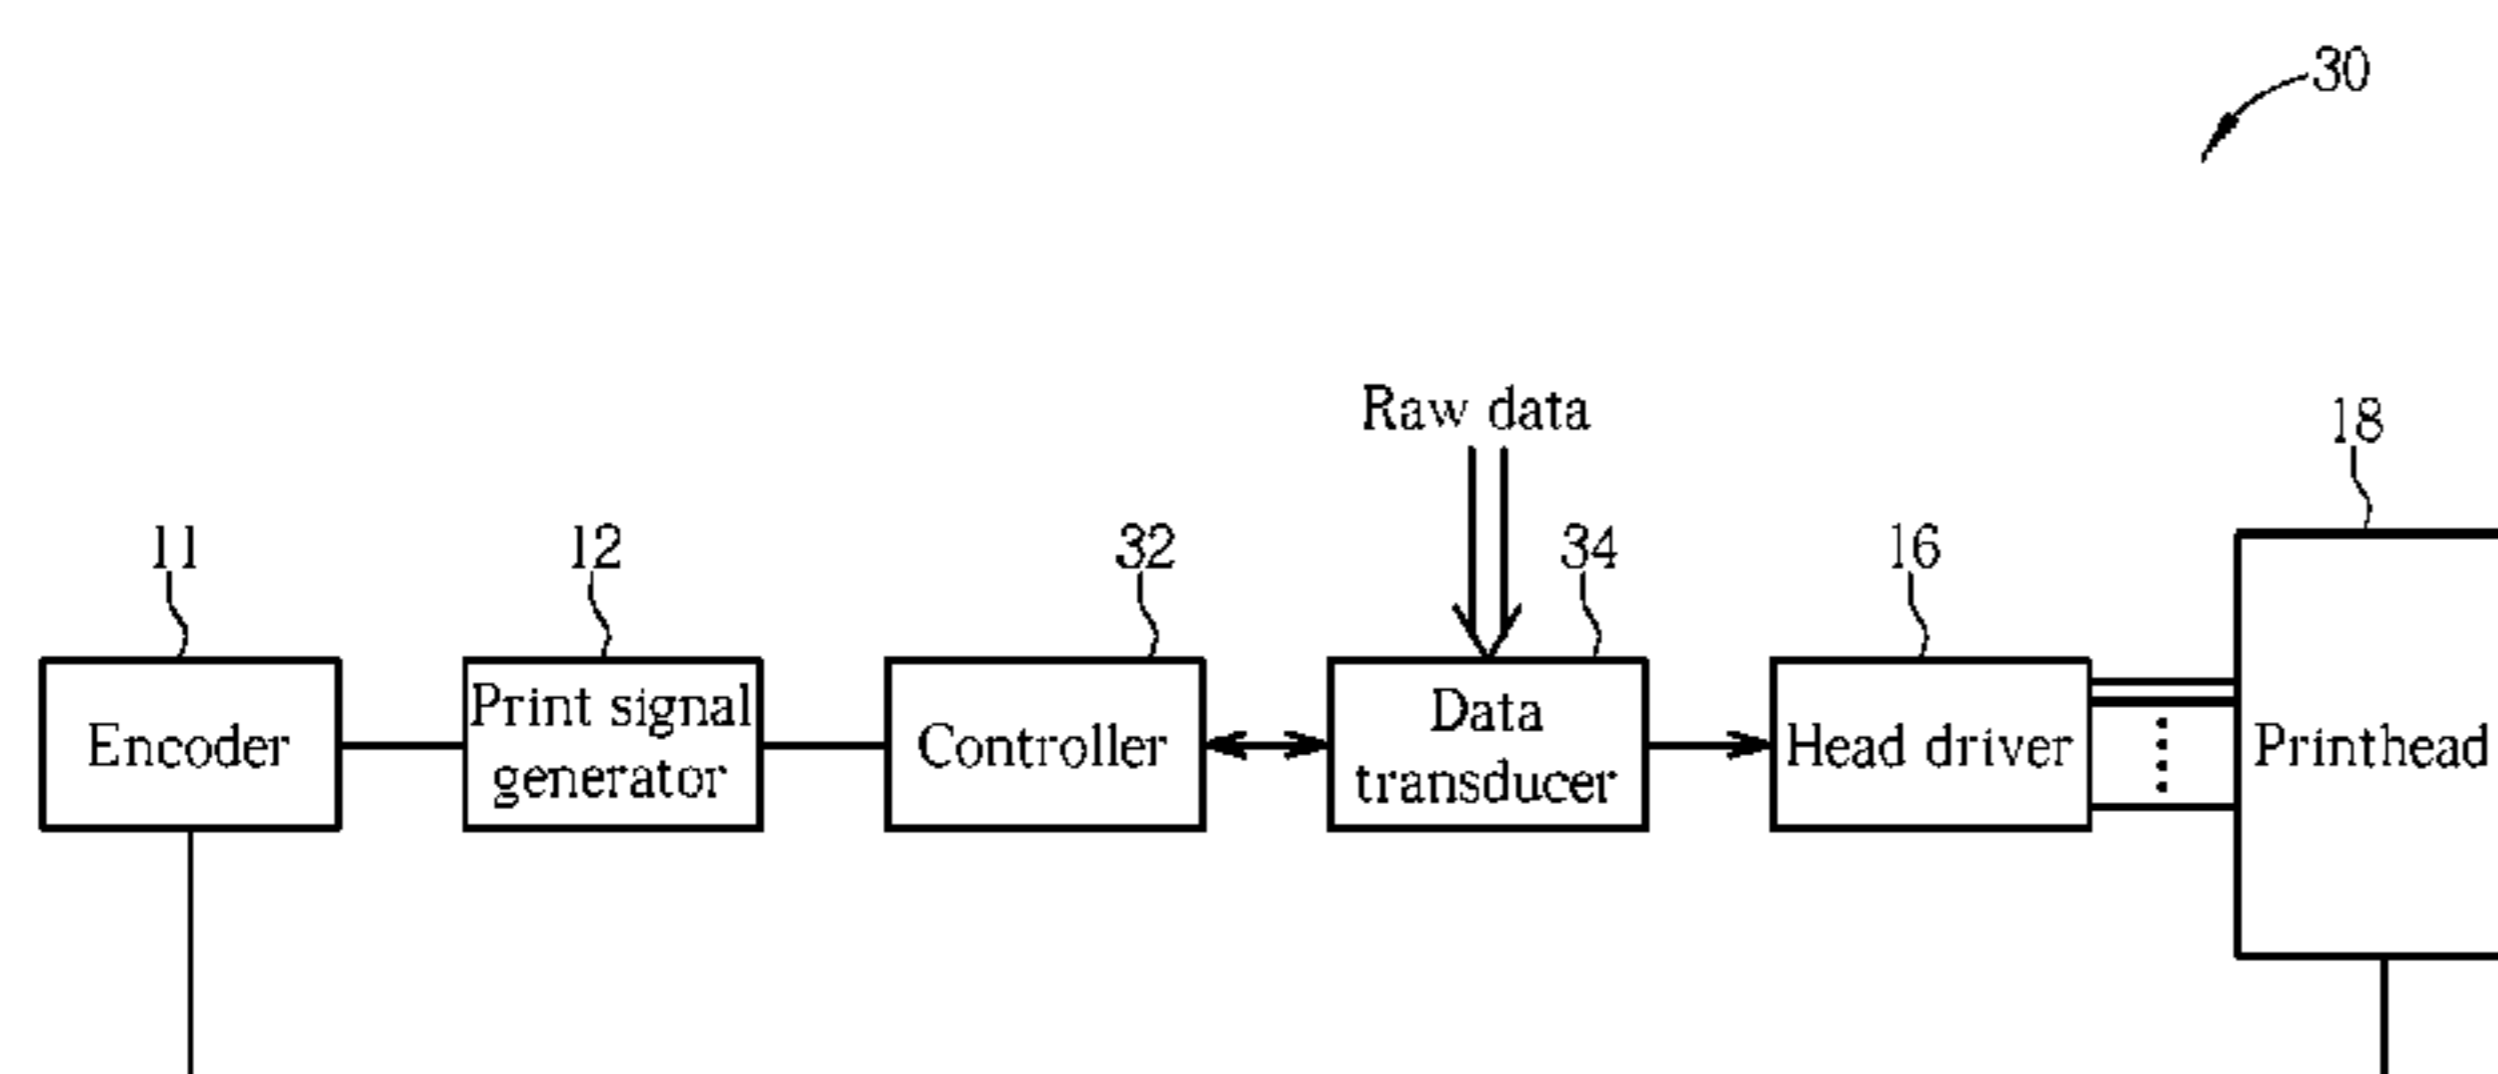 30
Raw data
18
11
12
32
34
16
Encoder
Print signal
generator
Controller
Data
transducer
Head driver
Printhead